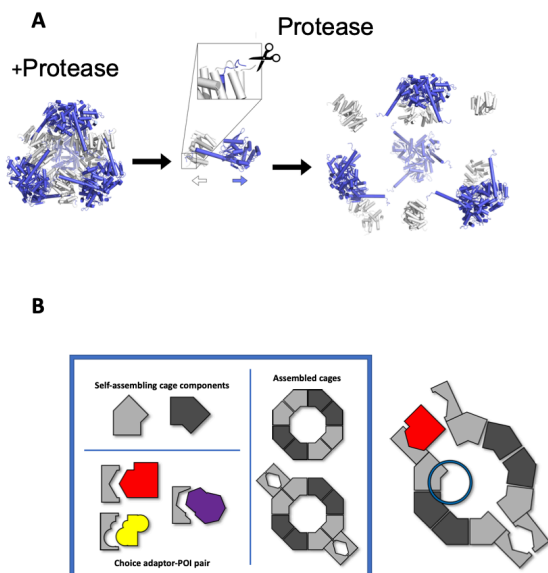 A
Protease
+Protease
B
Self-assembling cage components
Assembled cages
Choice adaptor-POI pair